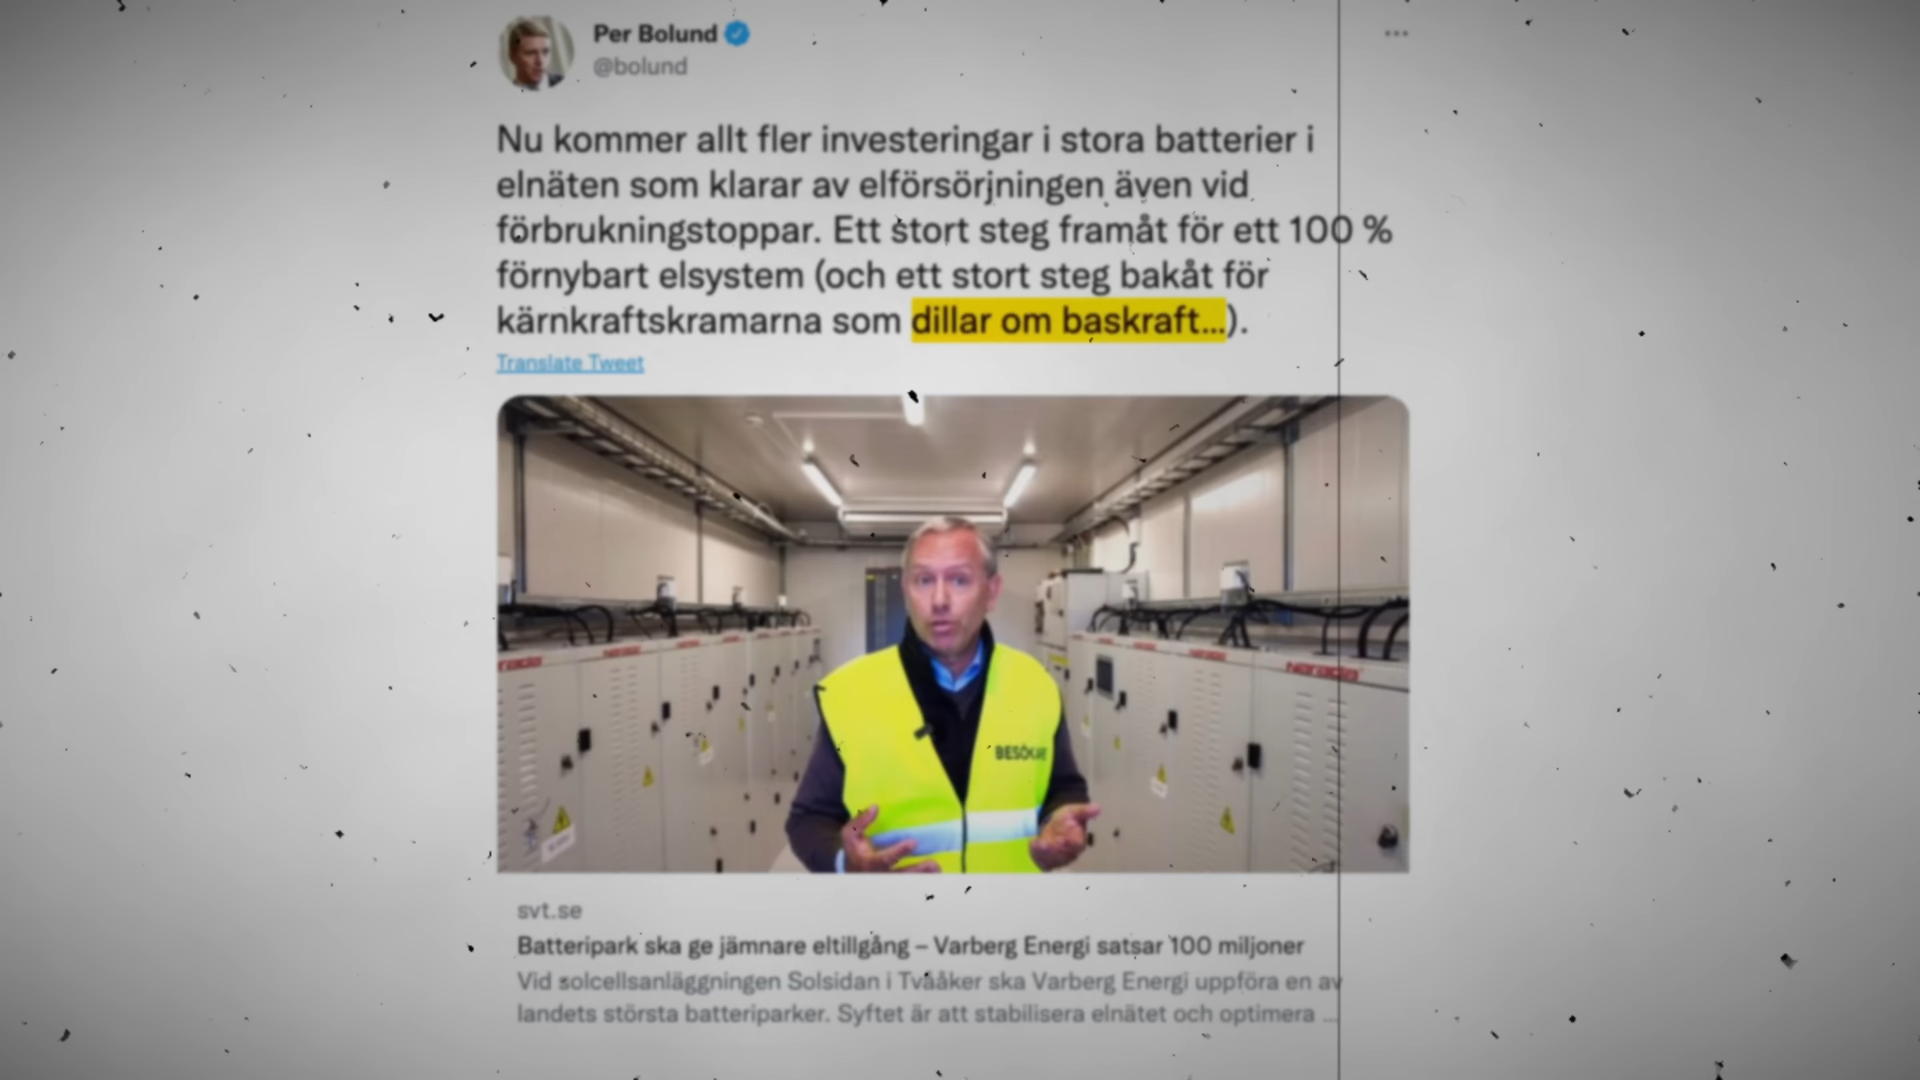 Per Bolund
@bolund
Nu kommer allt fler investeringar i stora batterier i
elnäten som klarar av elförsörjningen även vid
förbrukningstoppar. Ett stort steg framåt för ett 100 %
förnybart elsystem (och ett stort steg bakåt för
kärnkraftskramarna som dillar om baskraft...).
Translate Tweet
BESÖKARE
svt.se
Batteripark ska ge jämnare eltillgång – Varberg Energi satsar 100 miljoner
Vid solcellsanläggningen Solsidan i Tvååker ska Varberg Energi uppföra en av
landets största batteriparker. Syftet är att stabilisera elnätet och optimera ...